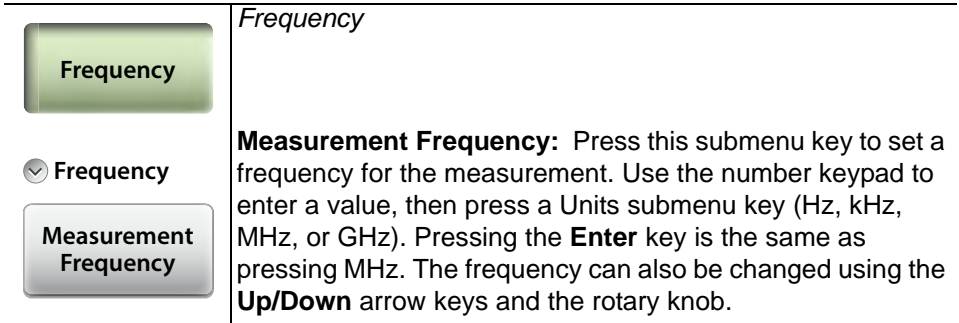 Frequency
Frequency
Frequency
Measurement
Frequency
Measurement Frequency: Press this submenu key to set a
frequency for the measurement. Use the number keypad to
enter a value, then press a Units submenu key (Hz, kHz,
MHz, or GHz). Pressing the Enter key is the same as
pressing MHz. The frequency can also be changed using the
Up/Down arrow keys and the rotary knob.